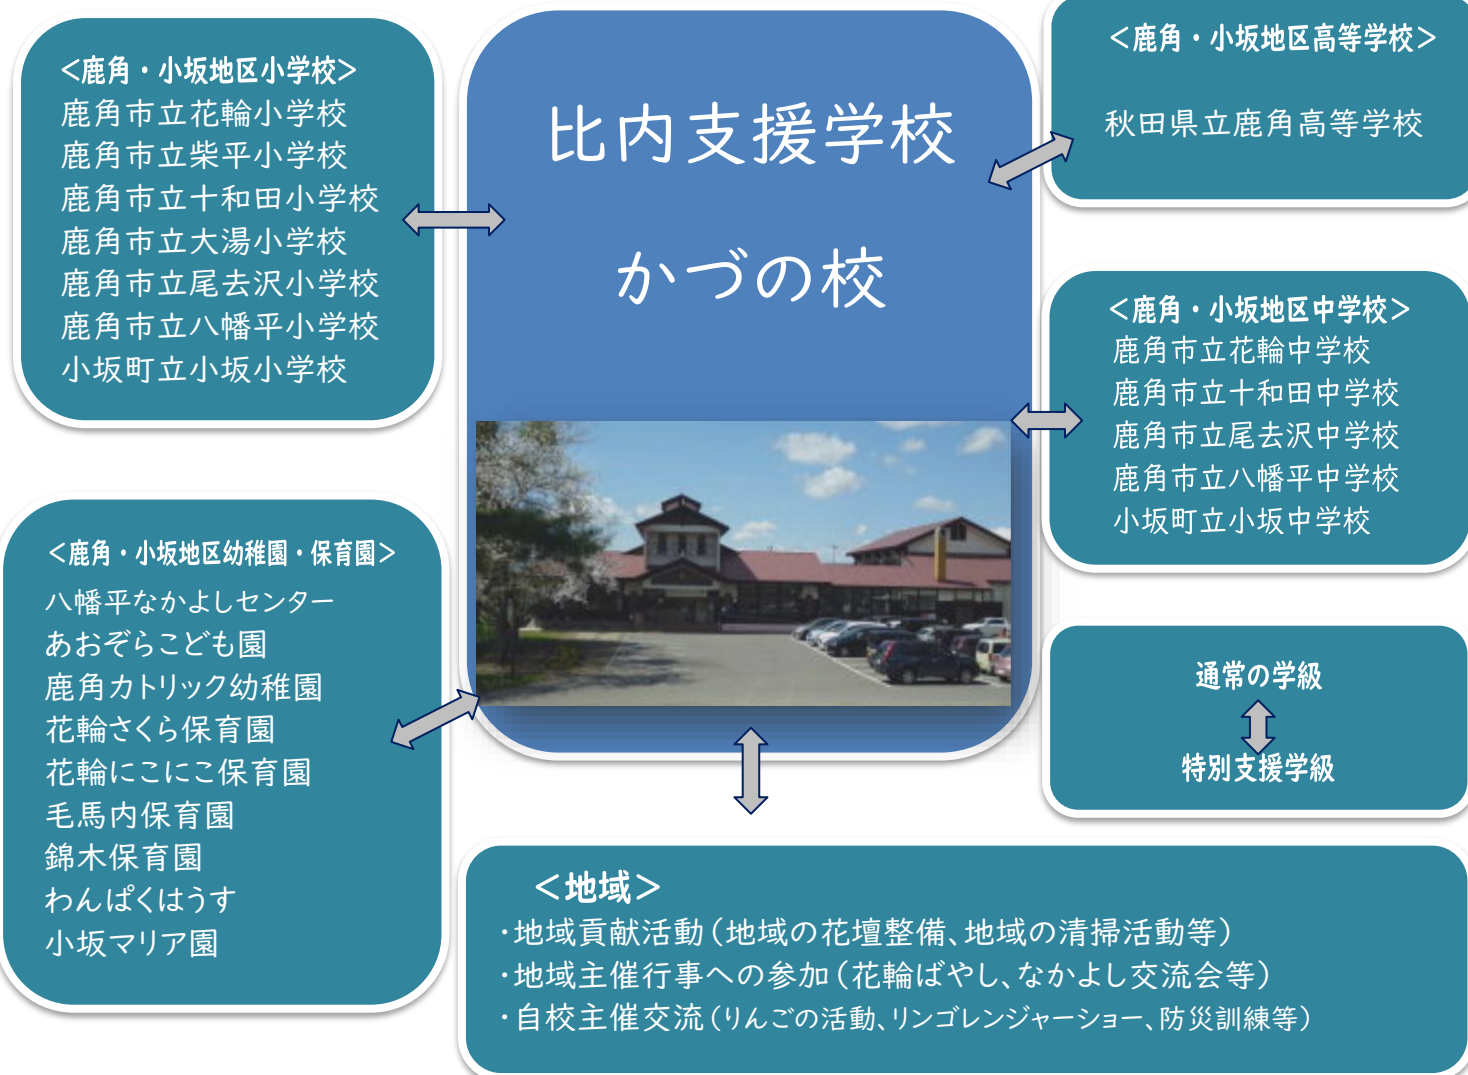 比内支援学校
かづの校
<鹿角・小坂地区小学校>
鹿角市立花輪小学校
鹿角市立柴平小学校
鹿角市立十和田小学校
鹿角市立大湯小学校
鹿角市立尾去沢小学校
鹿角市立八幡平小学校
小坂町立小坂小学校
<鹿角・小坂地区幼稚園・保育園>
八幡平なかよしセンター
あおぞらこども園
鹿角カトリック幼稚園
花輪さくら保育園
花輪にこにこ保育園
毛馬内保育園
錦木保育園
わんぱくはうす
小坂マリア園
<鹿角・小坂地区高等学校>
秋田県立鹿角高等学校
<鹿角・小坂地区中学校>
鹿角市立花輪中学校
鹿角市立十和田中学校
鹿角市立尾去沢中学校
鹿角市立八幡平中学校
小坂町立小坂中学校
通常の学級
特別支援学級
<地域>
・地域貢献活動(地域の花壇整備、地域の清掃活動等)
・地域主催行事への参加(花輪ばやし、なかよし交流会等)
・自校主催交流(りんごの活動、リンゴレンジャーショー、防災訓練等)